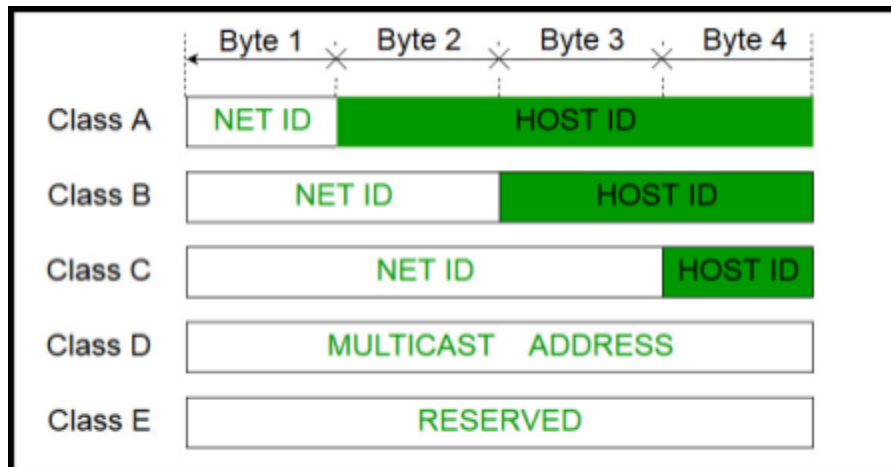 Byte 1 Byte 2 Byte 3 Byte 4
Class A NET ID HOST ID
Class B NET ID HOST ID
Class C NET ID HOST ID
Class D MULTICAST ADDRESS
Class E RESERVED